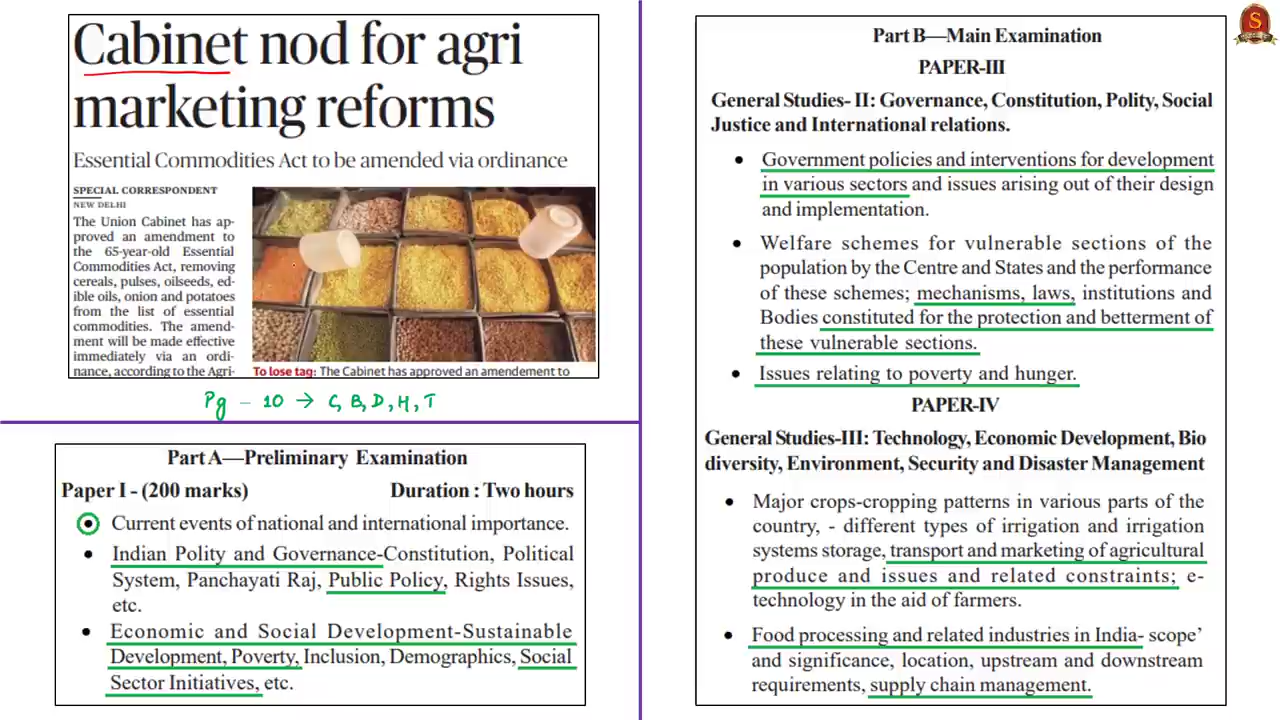 Cabinet nod for agri
marketing reforms
Essential Commodities Act to be amended via ordinance
SPECIAL CORRESPONDENT
NEW DELHI
The Union Cabinet has ap-
proved an amendment to
the 65-year-old Essential
Commodities Act, removing
cereals, pulses, oilseeds, ed-
ible oils, onion and potatoes
from the list of essential
commodities. The amend-
ment will be made effective
immediately via an ordi-
nance, according to the Agri-
To lose tag: The Cabinet has approved an amendement to
Pg - 10 → C, B, D, H, T
Part A—Preliminary Examination
Paper I - (200 marks) Duration : Two hours
• Current events of national and international importance.
• Indian Polity and Governance-Constitution, Political
System, Panchayati Raj, Public Policy, Rights Issues,
etc.
• Economic and Social Development-Sustainable
Development, Poverty, Inclusion, Demographics, Social
Sector Initiatives, etc.
Part B—Main Examination
PAPER-III
General Studies- II: Governance, Constitution, Polity, Social
Justice and International relations.
• Government policies and interventions for development
in various sectors and issues arising out of their design
and implementation.
• Welfare schemes for vulnerable sections of the
population by the Centre and States and the performance
of these schemes; mechanisms, laws, institutions and
Bodies constituted for the protection and betterment of
these vulnerable sections.
• Issues relating to poverty and hunger.
PAPER-IV
General Studies-III: Technology, Economic Development, Bio
diversity, Environment, Security and Disaster Management
• Major crops-cropping patterns in various parts of the
country, - different types of irrigation and irrigation
systems storage, transport and marketing of agricultural
produce and issues and related constraints; e-
technology in the aid of farmers.
• Food processing and related industries in India- scope’
and significance, location, upstream and downstream
requirements, supply chain management.